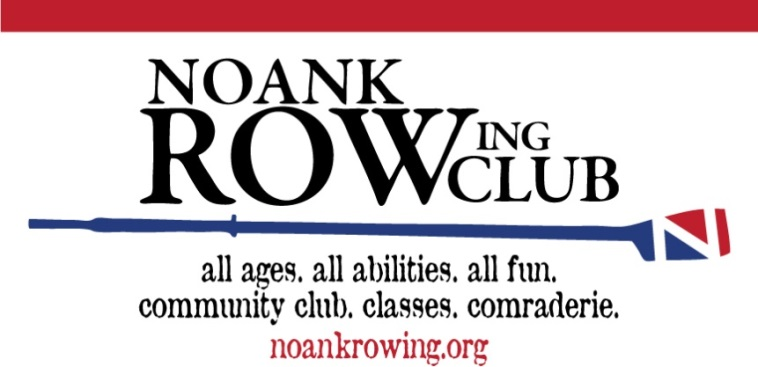 NOANK
ROWING
CLUB
all ages. all abilities. all fun.
community club. classes. comraderie.
noankrowing.org